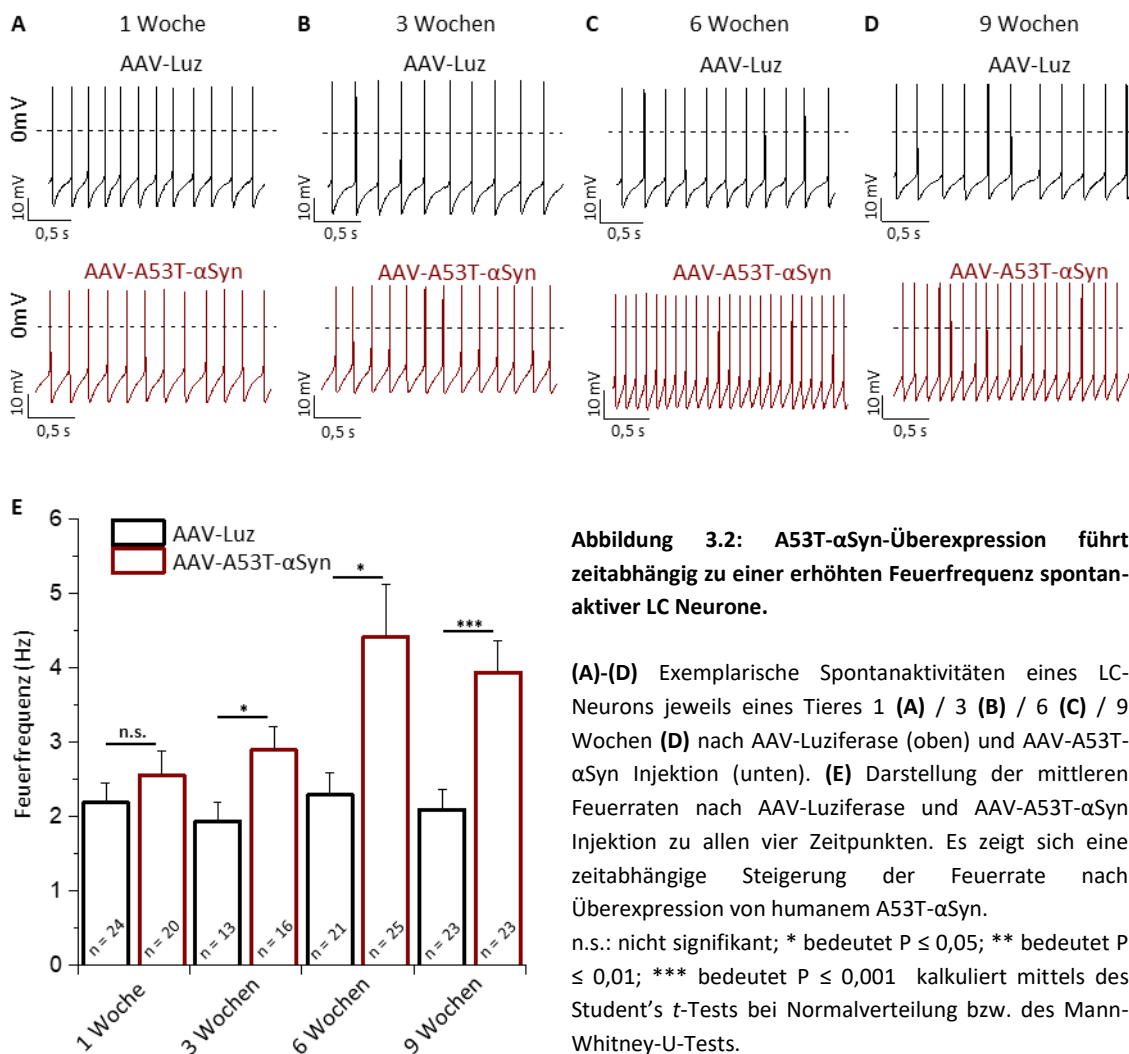 A 1 Woche
AAV-Luz
0mV
10 mV
0,5 s
AAV-A53T-αSyn
0mV
10 mV
0,5 s
B 3 Wochen
AAV-Luz
10 mV
0,5 s
AAV-A53T-αSyn
10 mV
0,5 s
C 6 Wochen
AAV-Luz
10 mV
0,5 s
AAV-A53T-αSyn
10 mV
0,5 s
D 9 Wochen
AAV-Luz
10 mV
0,5 s
AAV-A53T-αSyn
10 mV
0,5 s
E
AAV-Luz
AAV-A53T-αSyn
Feuerfrequenz (Hz)
6
5
4
3
2
1
0
n.s.
*
*
***
n = 24
n = 20
n = 13
n = 16
n = 21
n = 25
n = 23
n = 23
1 Woche
3 Wochen
6 Wochen
9 Wochen
Abbildung 3.2: A53T-αSyn-Überexpression führt
zeitabhängig zu einer erhöhten Feuerfrequenz spontan-
aktiver LC Neurone.
(A)-(D) Exemplarische Spontanaktivitäten eines LC-
Neurons jeweils eines Tieres 1 (A) / 3 (B) / 6 (C) / 9
Wochen (D) nach AAV-Luziferase (oben) und AAV-A53T-
αSyn Injektion (unten). (E) Darstellung der mittleren
Feuerraten nach AAV-Luziferase und AAV-A53T-αSyn
Injektion zu allen vier Zeitpunkten. Es zeigt sich eine
zeitabhängige Steigerung der Feuerrate nach
Überexpression von humanem A53T-αSyn.
n.s.: nicht signifikant; * bedeutet P ≤ 0,05; ** bedeutet P
≤ 0,01; *** bedeutet P ≤ 0,001 kalkuliert mittels des
Student's t-Tests bei Normalverteilung bzw. des Mann-
Whitney-U-Tests.